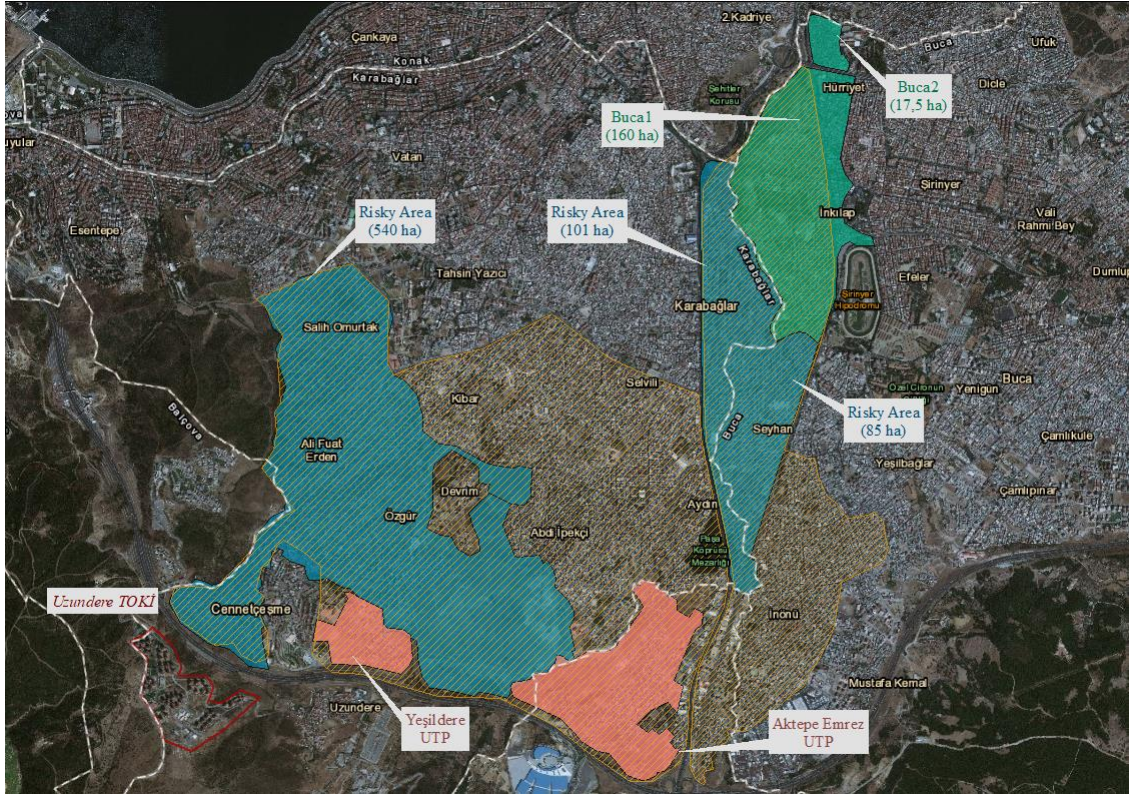 2.Kadriye
Çankaya
Konak
Karabağlar
Buca
Ufuk
Hürriyet
Dicle
Buca2
(17,5 ha)
Şehitler
Korusu
Buca1
(160 ha)
Vatan
Şirinyer
Risky Area
(540 ha)
Risky Area
(101 ha)
İnkılap
Vali
Rahmi Bey
Esentepe
Karabağlar
Tahsin Yazıcı
Efeler
Karabağlar
Şirinyer
Hipodromu
Salih Omurtak
Selvili
Kibar
Buca
Yenigün
Buca
Risky Area
(85 ha)
Balçova
Seyhan
Ali Fuat
Erden
Yeşilbağlar
Çamlıkule
Devrim
Çamlıpınar
Aydın
Özgür
Abdi İpekçi
Paşa
Köprüsü
Mezarlığı
Uzundere TOKİ
Cennetçeşme
İnönü
Mustafa Kemal
Uzundere
Yeşildere
UTP
Aktepe Emrez
UTP